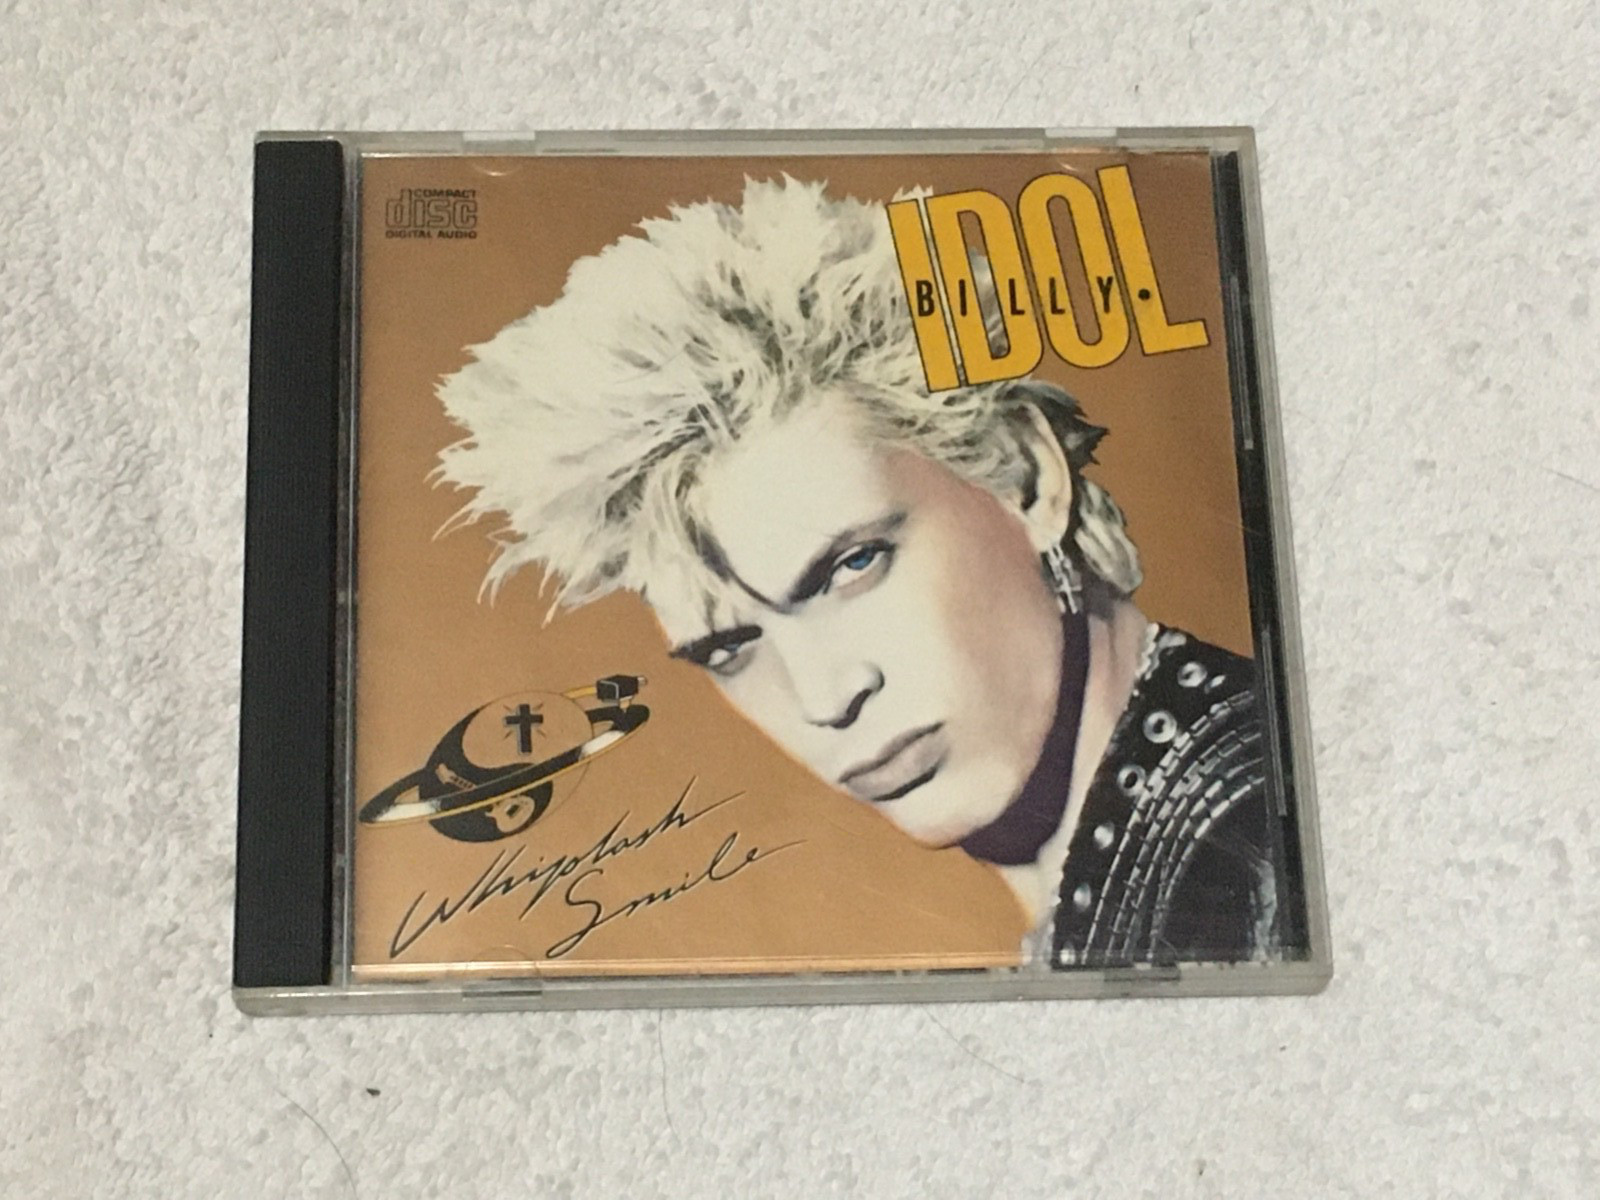 COMPACT
disc
DIGITAL AUDIO
IDOL
BILLY.
Whiplash
Smile